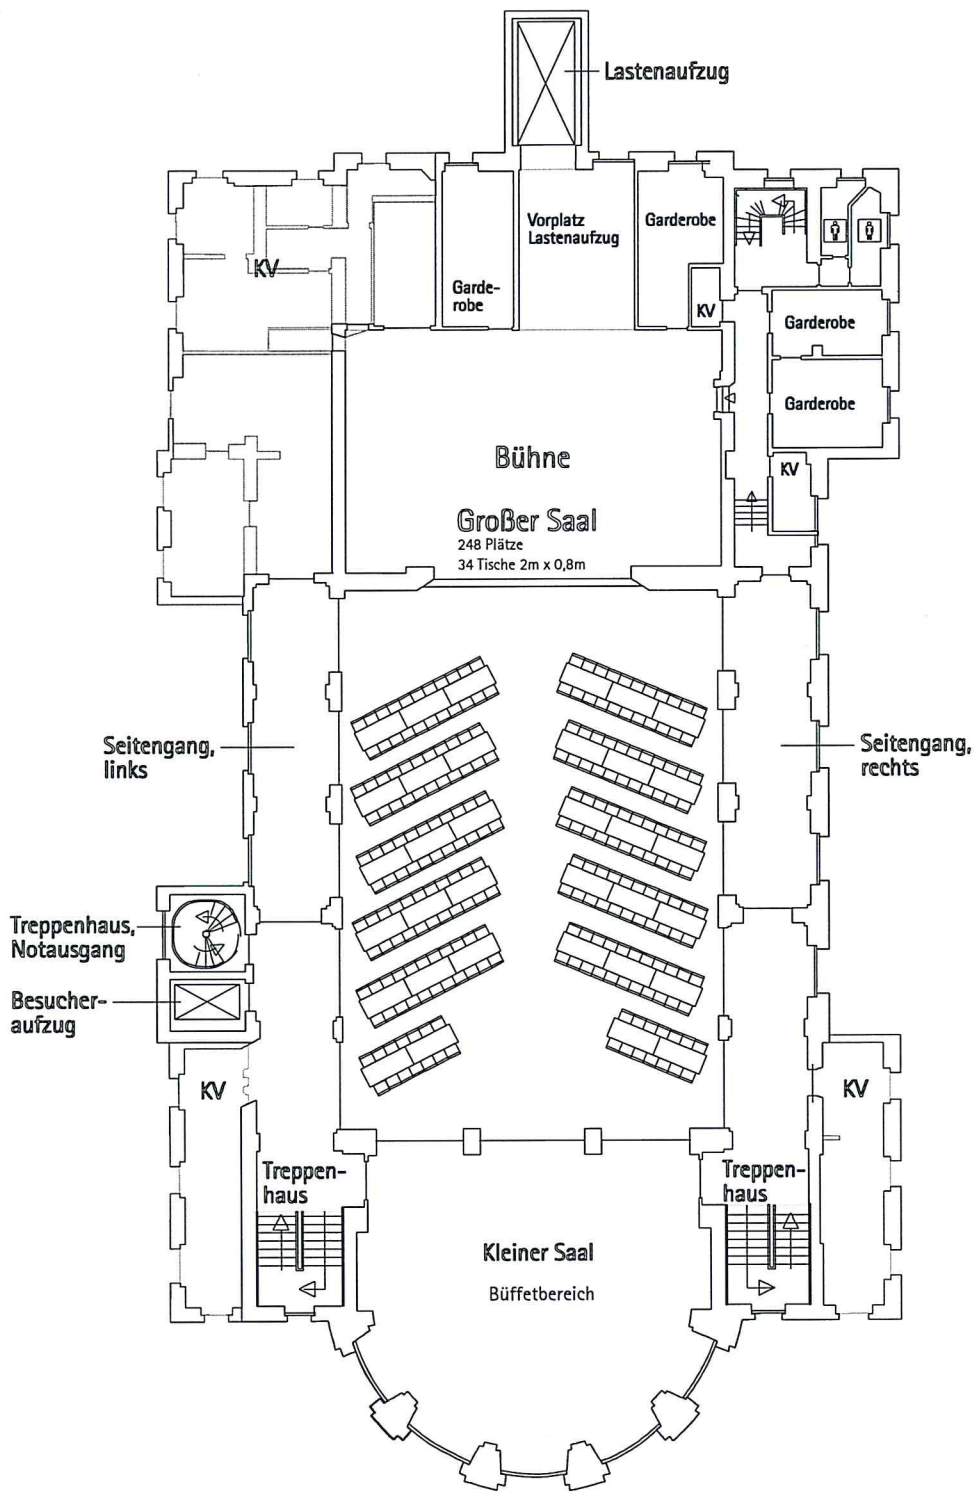 Lastenaufzug
Vorplatz
Lastenaufzug
Garderobe
KV
Garde-
robe
KV
Garderobe
Garderobe
KV
Bühne
Großer Saal
248 Plätze
34 Tische 2m x 0,8m
Seitengang,
links
Seitengang,
rechts
Treppenhaus,
Notausgang
Besucher-
aufzug
KV
KV
Treppen-
haus
Treppen-
haus
Kleiner Saal
Büffetbereich